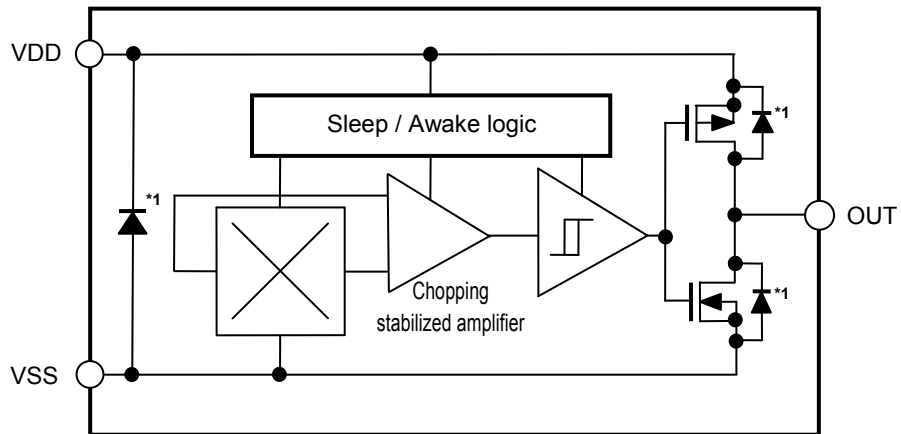 VDD
Sleep / Awake logic
*1
*1
OUT
Chopping
stabilized amplifier
*1
VSS